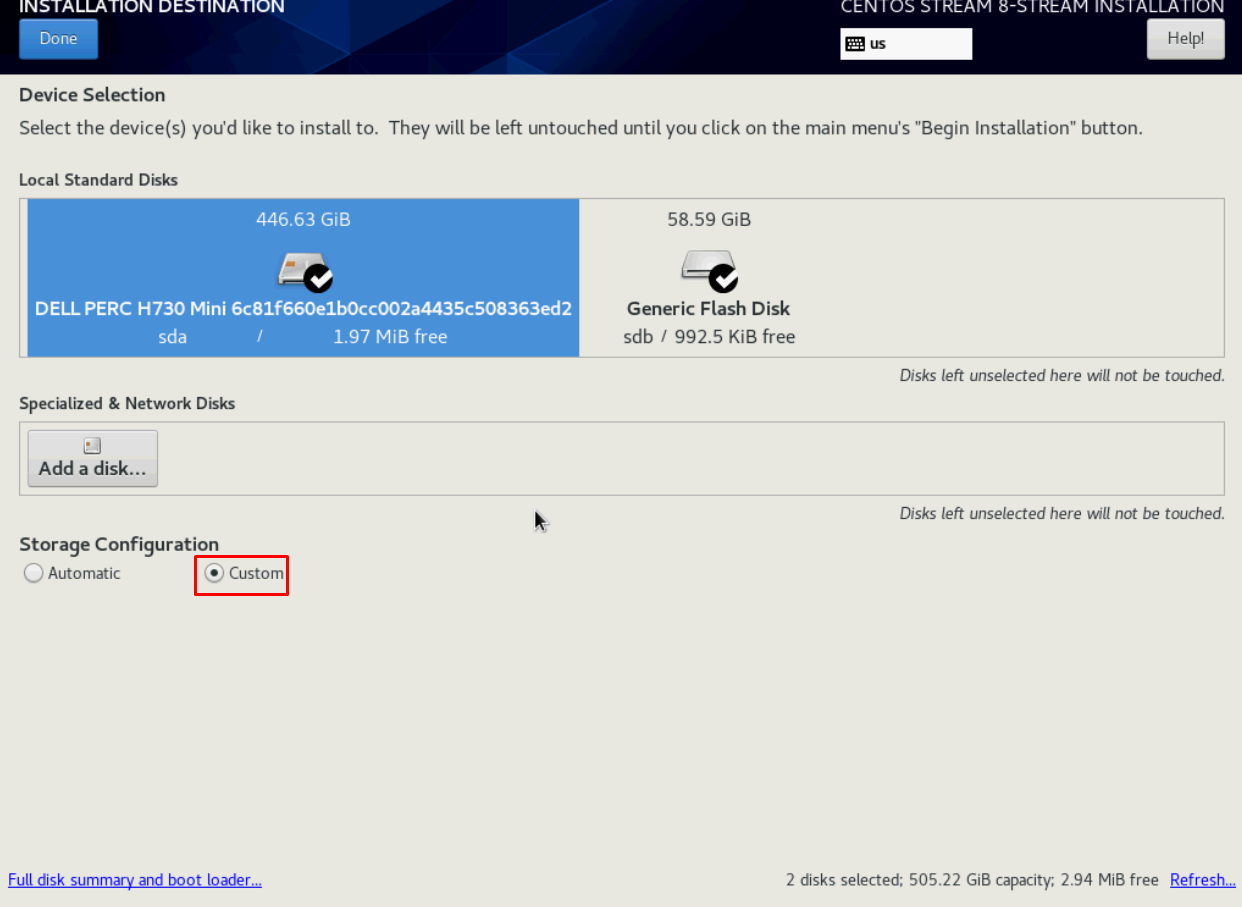 INSTALLATION DESTINATION
CENTOS STREAM 8-STREAM INSTALLATION
Done
us
Help!
Device Selection
Select the device(s) you'd like to install to.  They will be left untouched until you click on the main menu's "Begin Installation" button.
Local Standard Disks
446.63 GiB
DELL PERC H730 Mini 6c81f660e1b0cc002a4435c508363ed2
sda / 1.97 MiB free
58.59 GiB
Generic Flash Disk
sdb / 992.5 KiB free
Disks left unselected here will not be touched.
Specialized & Network Disks
Add a disk...
Disks left unselected here will not be touched.
Storage Configuration
Automatic
Custom
Full disk summary and boot loader...
2 disks selected; 505.22 GiB capacity; 2.94 MiB free Refresh...